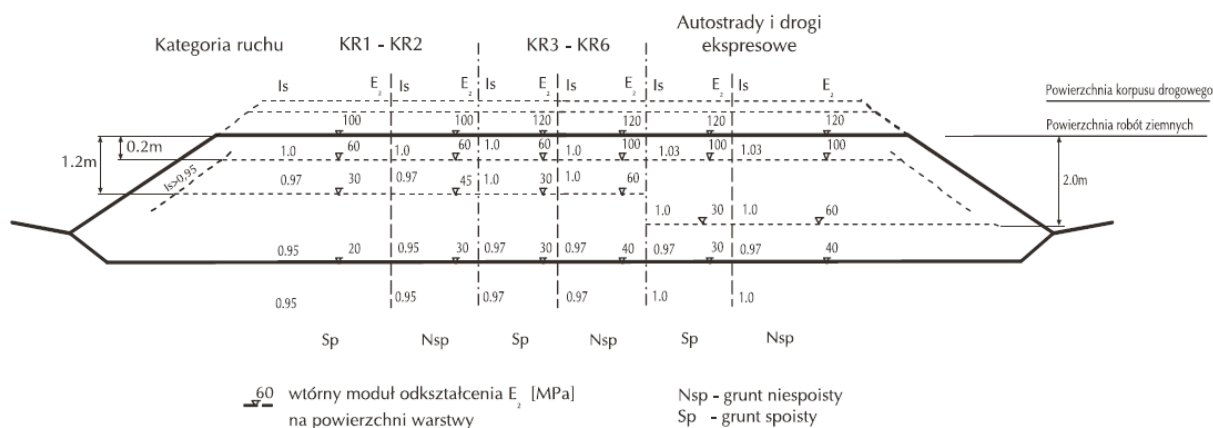 Kategoria ruchu KR1 - KR2 KR3 - KR6 Autostrady i drogi
ekspresowe
Is E₂ Is E₂ Is E₂ Is E₂ Is E₂ Is E₂
Powierzchnia korpusu drogowego
100 100 120 120 120 120
Powierzchnia robót ziemnych
0.2m 1.0 60 1.0 60 1.0 60 1.0 100 1.03 100 1.03 100
1.2m
Is>0,95 0.97 30 0.97 45 1.0 30 1.0 60
2.0m
1.0 30 1.0 60
0.95 20 0.95 30 0.97 30 0.97 40 0.97 30 0.97 40
0.95 0.95 0.97 0.97 1.0 1.0
Sp Nsp Sp Nsp Sp Nsp
60 wtórny moduł odkształcenia E₂ [MPa]
na powierzchni warstwy
Nsp - grunt niespoisty
Sp - grunt spoisty